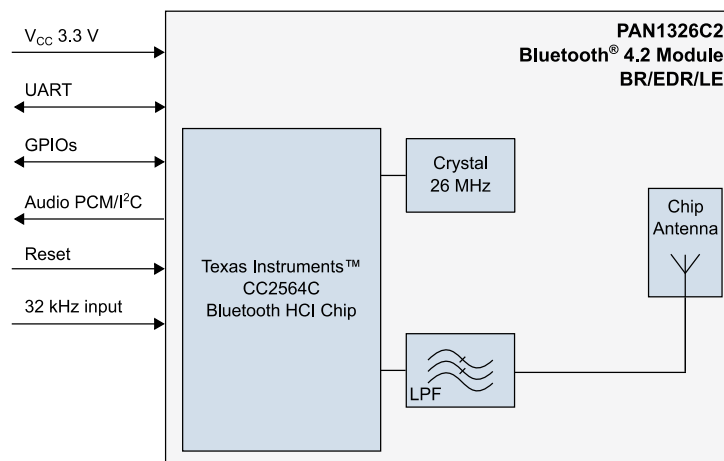 PAN1326C2
Bluetooth® 4.2 Module
BR/EDR/LE
VCC 3.3 V
UART
GPIOs
Audio PCM/I²C
Reset
32 kHz input
Texas Instruments™
CC2564C
Bluetooth HCI Chip
Crystal
26 MHz
LPF
Chip
Antenna